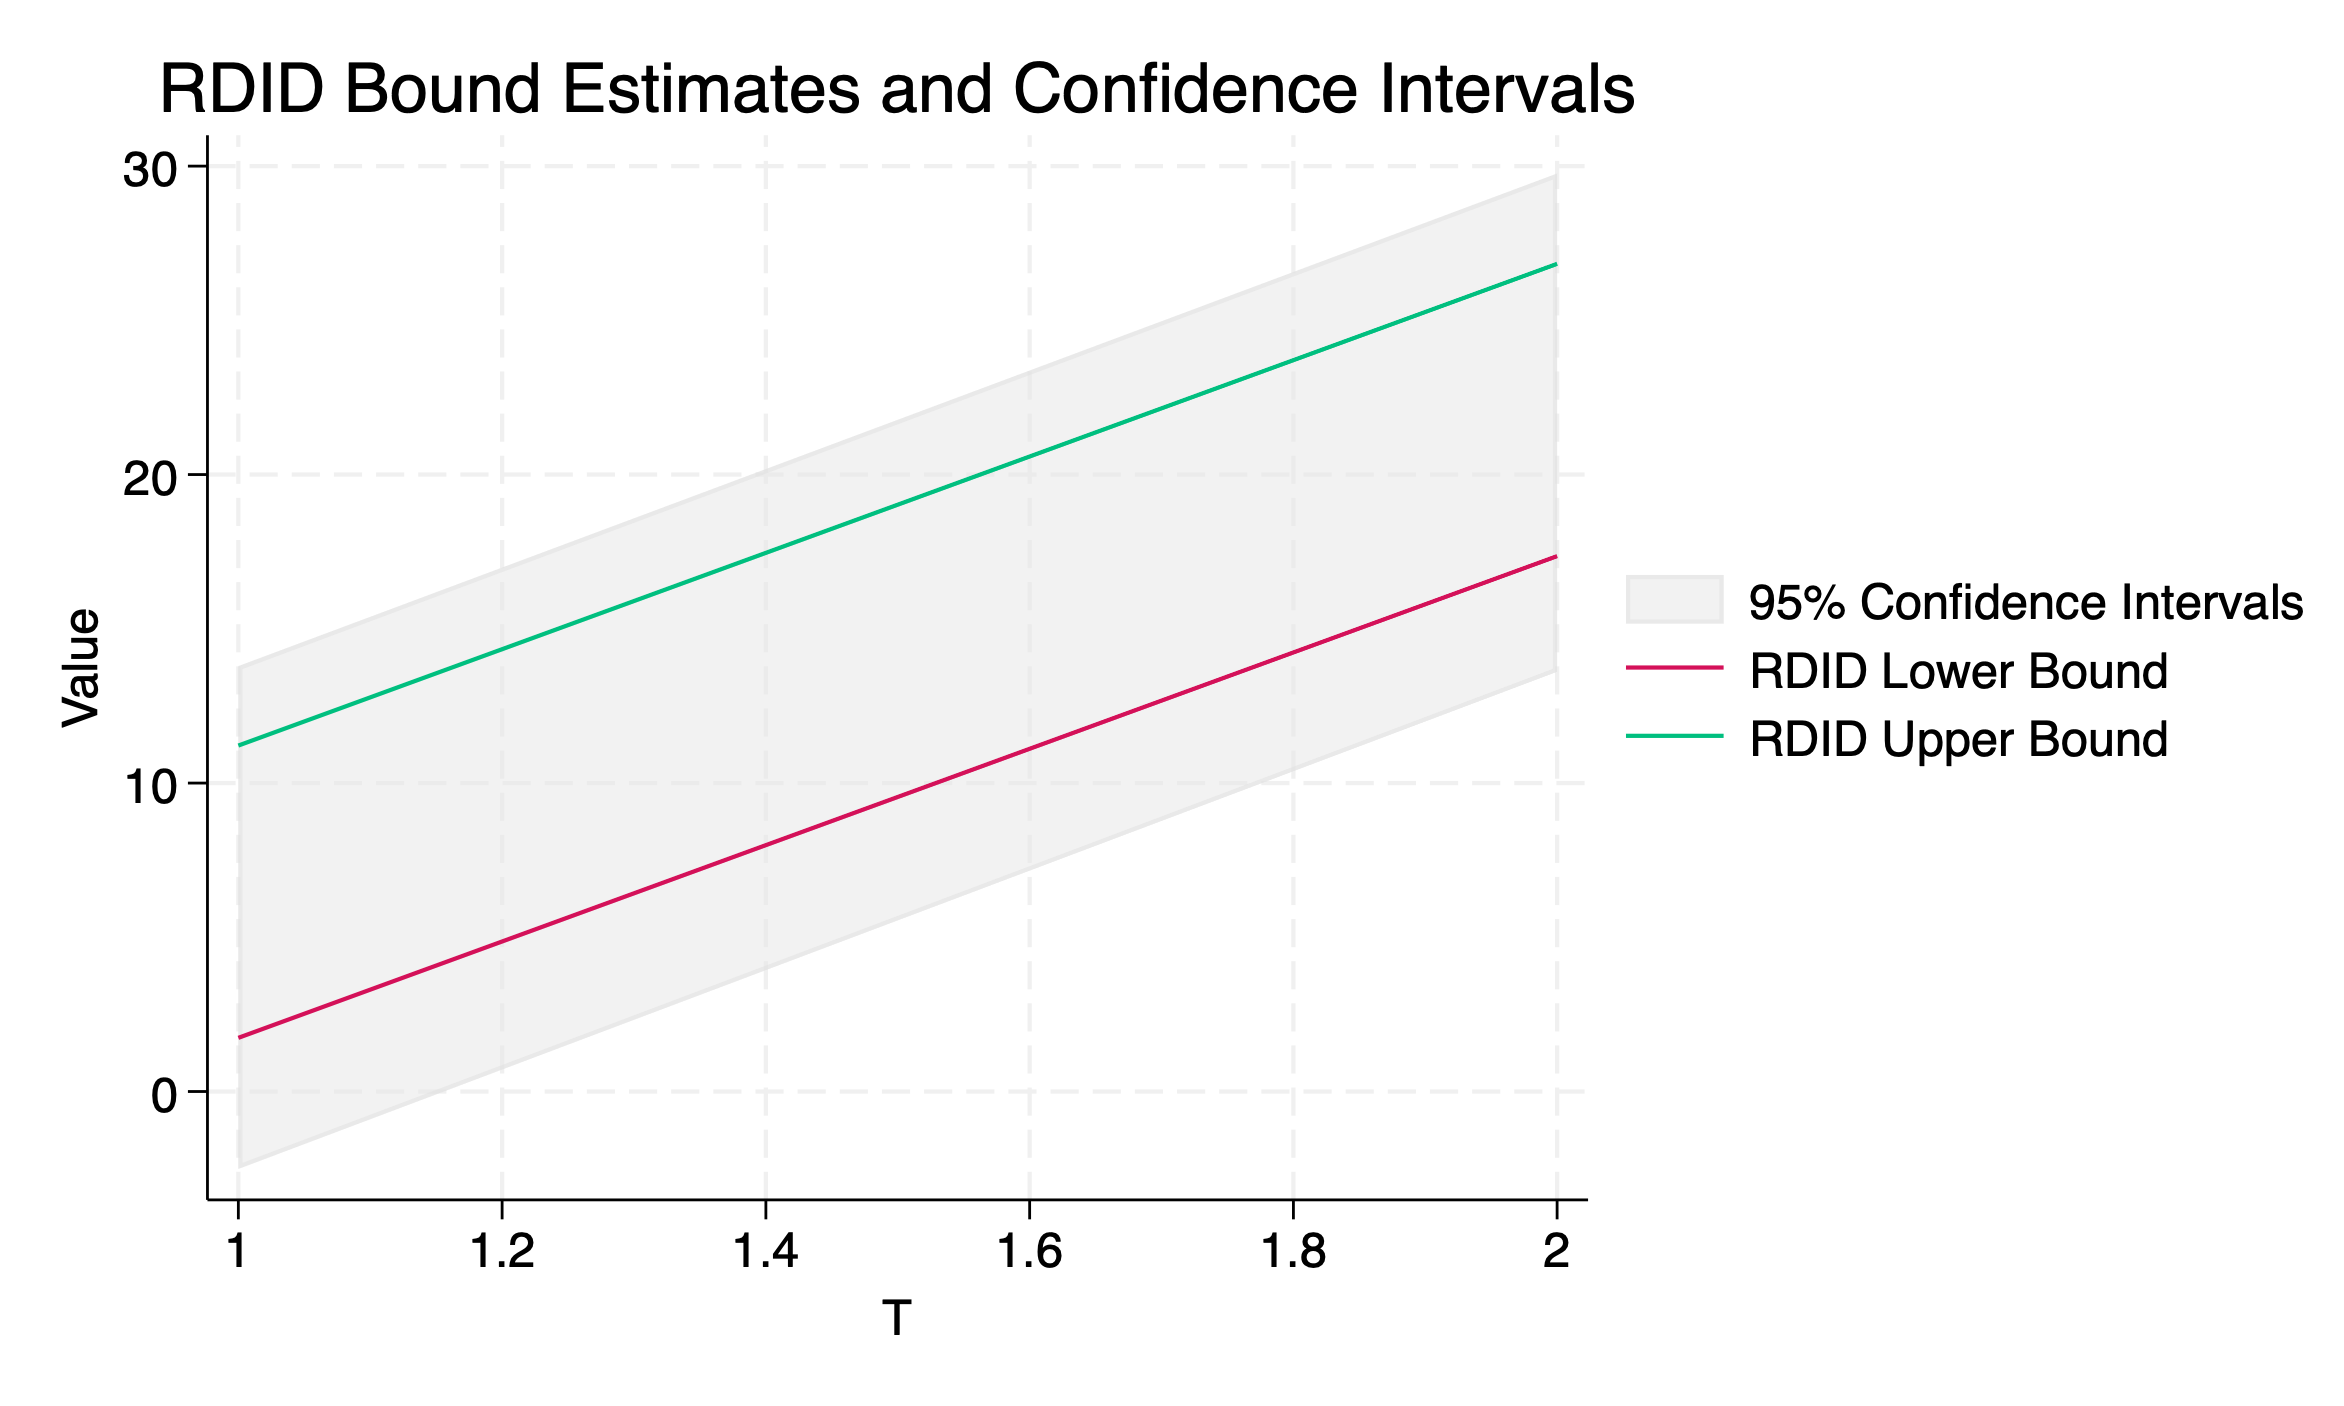 RDID Bound Estimates and Confidence Intervals
30
20
10
0
Value
1 1.2 1.4 1.6 1.8 2
T
95% Confidence Intervals
RDID Lower Bound
RDID Upper Bound